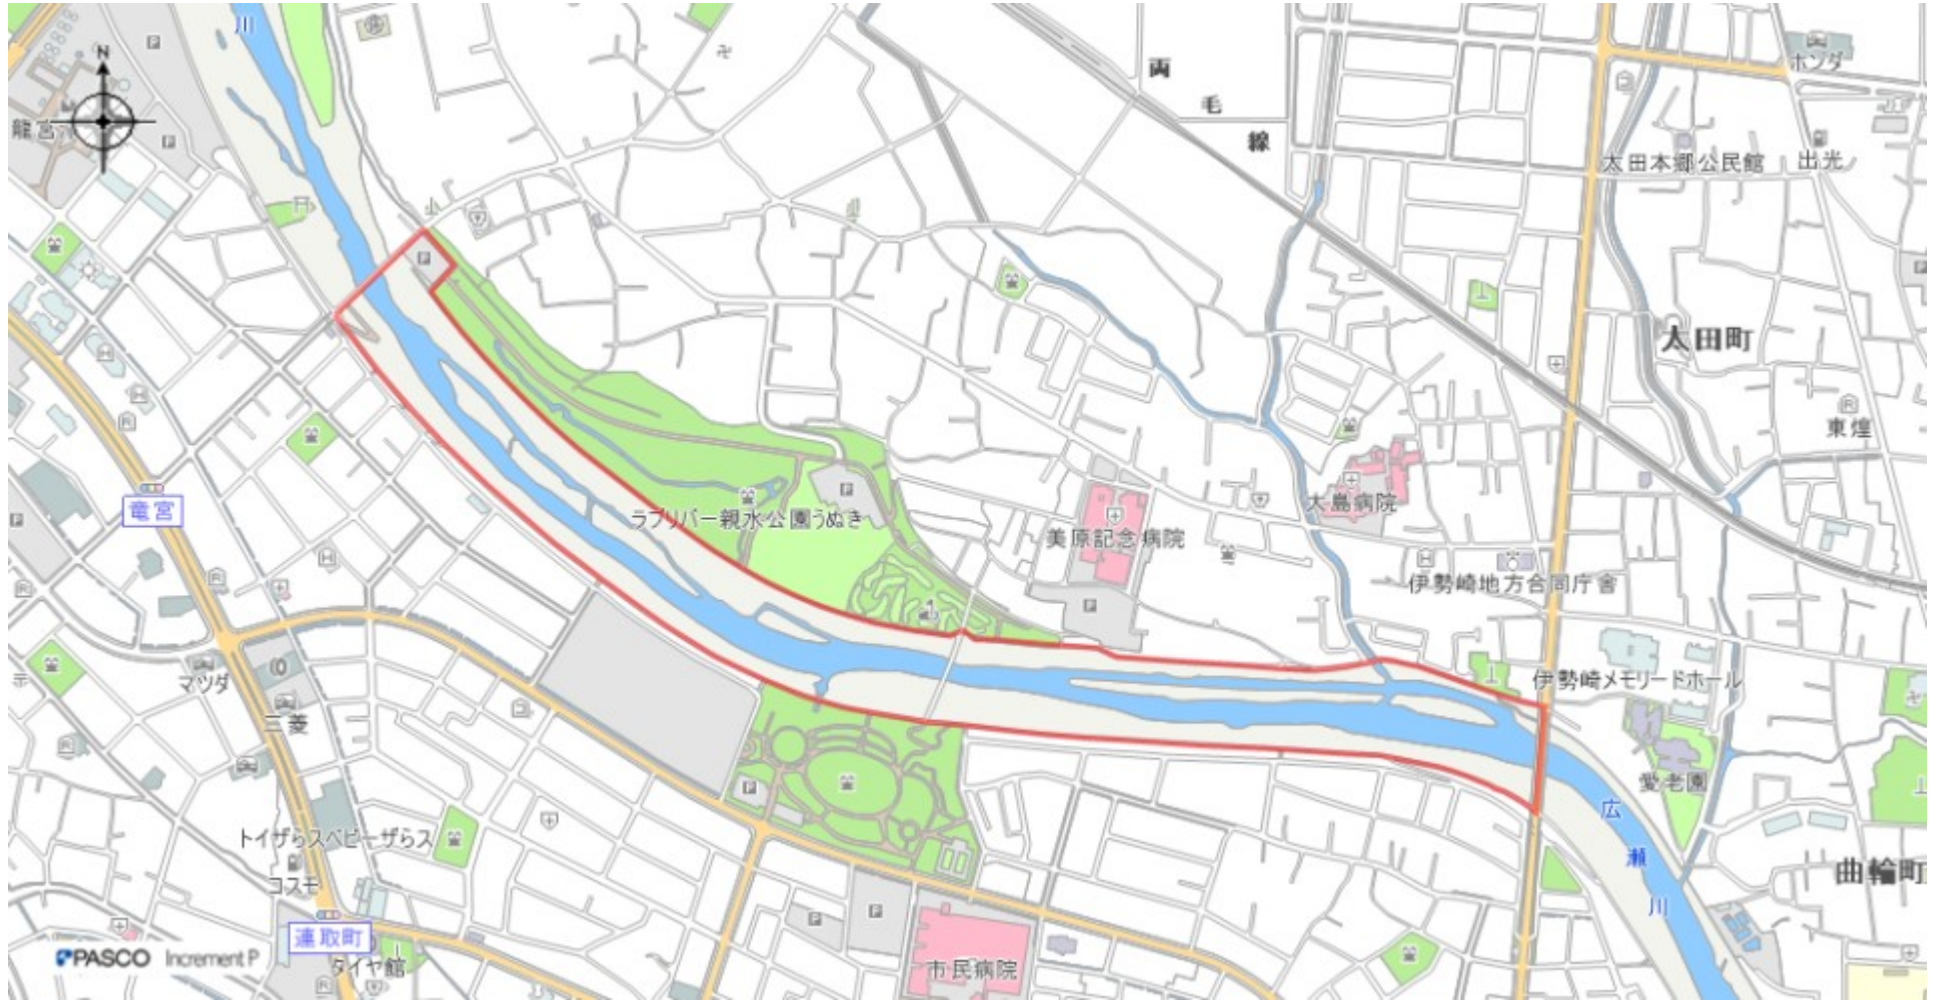 川
N
両
毛
線
ホンダ
龍宮
太田本郷公民館
出光
太田町
東煌
竜宮
ラブリバー親水公園うぬき
大島病院
美原記念病院
伊勢崎地方合同庁舎
マツダ
三菱
伊勢崎メモリードホール
愛老園
広
瀬
川
トイザらスベビーザらス
コスモ
曲輪町
連取町
タイヤ館
市民病院
PASCO Increment P